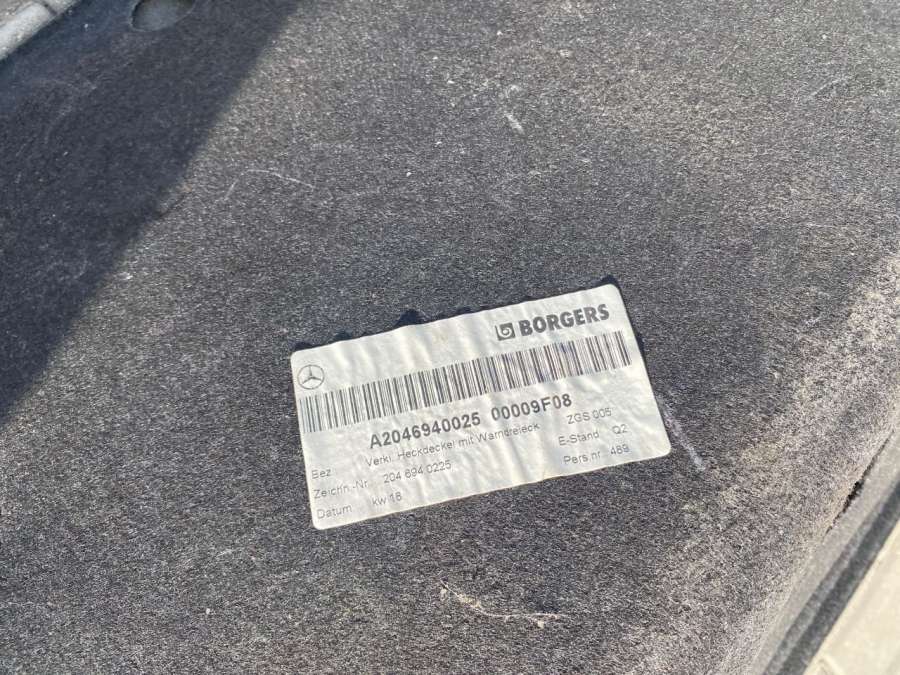 BORGERS
A2046940025 00009F08
Bez Verkl. Heckdeckel mit Warndreieck ZGS 005
Zeichn.-Nr. 204 694 0225 E-Stand Q2
Datum kw 18 Pers.nr 489